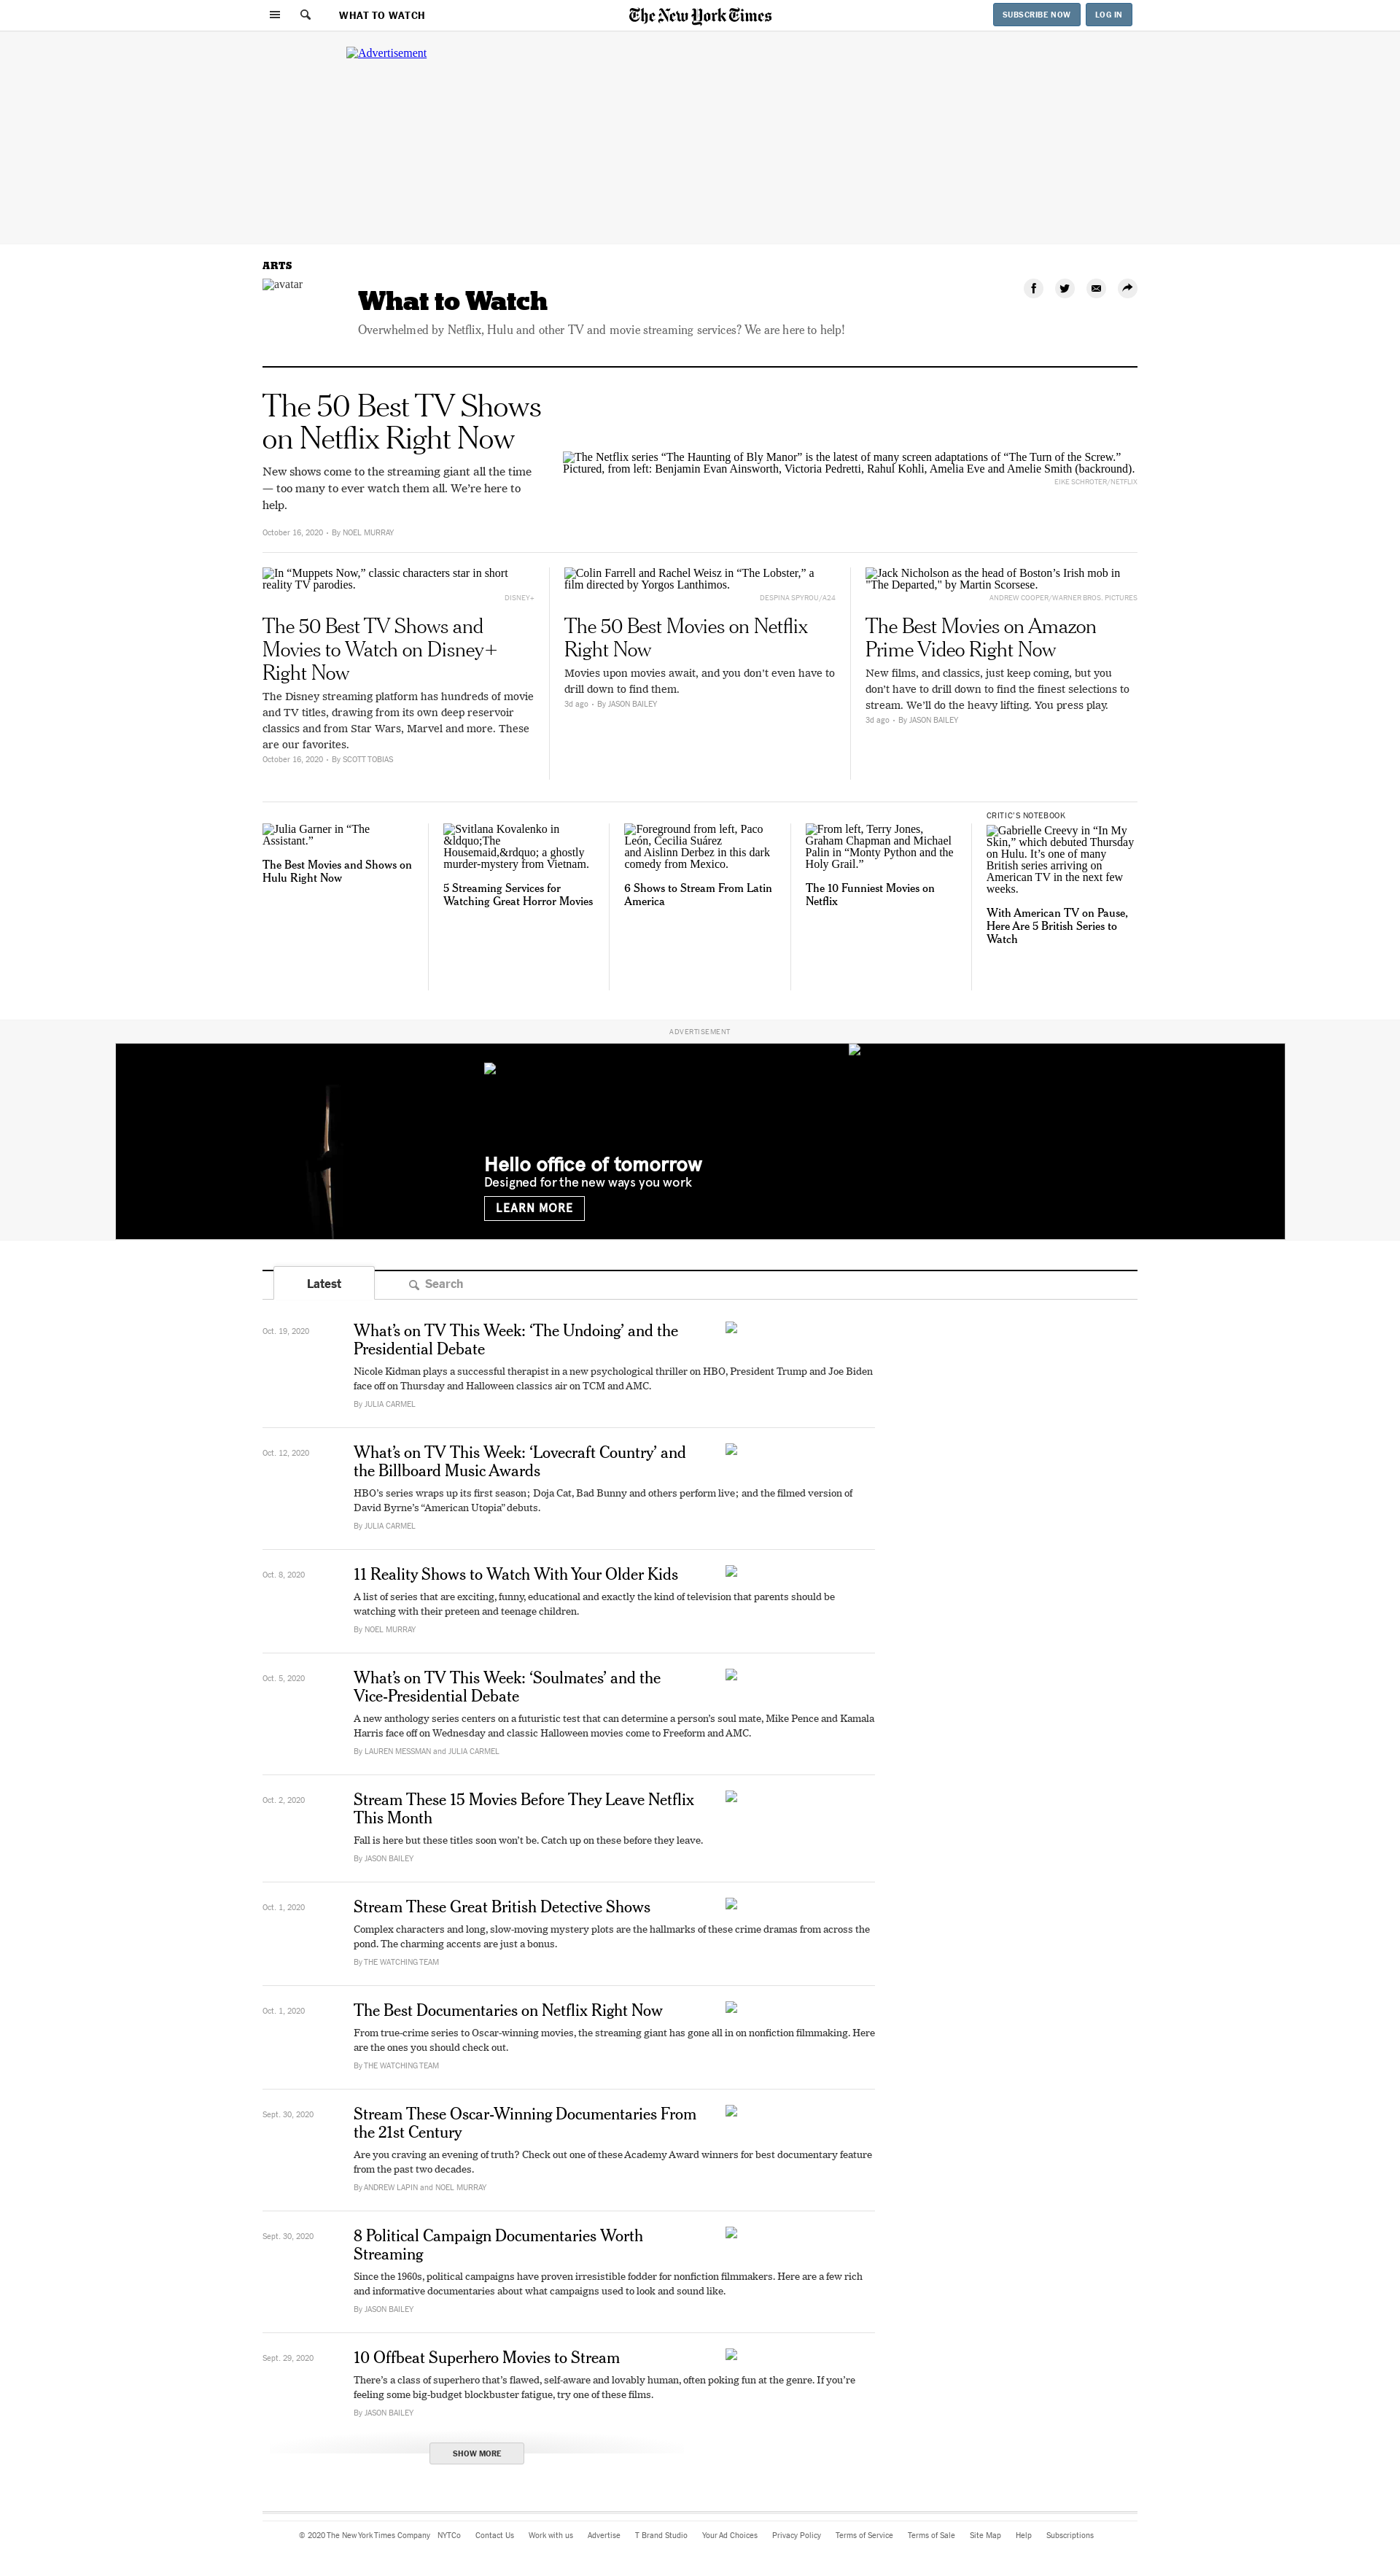 WHAT TO WATCH
The New York Times
SUBSCRIBE NOW
LOG IN
Advertisement
ARTS
avatar
What to Watch
Overwhelmed by Netflix, Hulu and other TV and movie streaming services? We are here to help!
The 50 Best TV Shows
on Netflix Right Now
New shows come to the streaming giant all the time
— too many to ever watch them all. We’re here to
help.
October 16, 2020 • By NOEL MURRAY
The Netflix series “The Haunting of Bly Manor” is the latest of many screen adaptations of “The Turn of the Screw.”
Pictured, from left: Benjamin Evan Ainsworth, Victoria Pedretti, Rahul Kohli, Amelia Eve and Amelie Smith (backround).
EIKE SCHROTER/NETFLIX
In “Muppets Now,” classic characters star in short
reality TV parodies.
DISNEY+
The 50 Best TV Shows and
Movies to Watch on Disney+
Right Now
The Disney streaming platform has hundreds of movie
and TV titles, drawing from its own deep reservoir
classics and from Star Wars, Marvel and more. These
are our favorites.
October 16, 2020 • By SCOTT TOBIAS
Colin Farrell and Rachel Weisz in “The Lobster,” a
film directed by Yorgos Lanthimos.
DESPINA SPYROU/A24
The 50 Best Movies on Netflix
Right Now
Movies upon movies await, and you don’t even have to
drill down to find them.
3d ago • By JASON BAILEY
Jack Nicholson as the head of Boston’s Irish mob in
"The Departed," by Martin Scorsese.
ANDREW COOPER/WARNER BROS. PICTURES
The Best Movies on Amazon
Prime Video Right Now
New films, and classics, just keep coming, but you
don’t have to drill down to find the finest selections to
stream. We’ll do the heavy lifting. You press play.
3d ago • By JASON BAILEY
Julia Garner in “The
Assistant.”
The Best Movies and Shows on
Hulu Right Now
Svitlana Kovalenko in
&ldquo;The
Housemaid,&rdquo; a ghostly
murder-mystery from Vietnam.
5 Streaming Services for
Watching Great Horror Movies
Foreground from left, Paco
León, Cecilia Suárez
and Aislinn Derbez in this dark
comedy from Mexico.
6 Shows to Stream From Latin
America
From left, Terry Jones,
Graham Chapman and Michael
Palin in “Monty Python and the
Holy Grail.”
The 10 Funniest Movies on
Netflix
CRITIC’S NOTEBOOK
Gabrielle Creevy in “In My
Skin,” which debuted Thursday
on Hulu. It’s one of many
British series arriving on
American TV in the next few
weeks.
With American TV on Pause,
Here Are 5 British Series to
Watch
ADVERTISEMENT
Hello office of tomorrow
Designed for the new ways you work
LEARN MORE
Latest
Search
Oct. 19, 2020
What’s on TV This Week: ‘The Undoing’ and the
Presidential Debate
Nicole Kidman plays a successful therapist in a new psychological thriller on HBO, President Trump and Joe Biden
face off on Thursday and Halloween classics air on TCM and AMC.
By JULIA CARMEL
Oct. 12, 2020
What’s on TV This Week: ‘Lovecraft Country’ and
the Billboard Music Awards
HBO’s series wraps up its first season; Doja Cat, Bad Bunny and others perform live; and the filmed version of
David Byrne’s “American Utopia” debuts.
By JULIA CARMEL
Oct. 8, 2020
11 Reality Shows to Watch With Your Older Kids
A list of series that are exciting, funny, educational and exactly the kind of television that parents should be
watching with their preteen and teenage children.
By NOEL MURRAY
Oct. 5, 2020
What’s on TV This Week: ‘Soulmates’ and the
Vice-Presidential Debate
A new anthology series centers on a futuristic test that can determine a person’s soul mate, Mike Pence and Kamala
Harris face off on Wednesday and classic Halloween movies come to Freeform and AMC.
By LAUREN MESSMAN and JULIA CARMEL
Oct. 2, 2020
Stream These 15 Movies Before They Leave Netflix
This Month
Fall is here but these titles soon won’t be. Catch up on these before they leave.
By JASON BAILEY
Oct. 1, 2020
Stream These Great British Detective Shows
Complex characters and long, slow-moving mystery plots are the hallmarks of these crime dramas from across the
pond. The charming accents are just a bonus.
By THE WATCHING TEAM
Oct. 1, 2020
The Best Documentaries on Netflix Right Now
From true-crime series to Oscar-winning movies, the streaming giant has gone all in on nonfiction filmmaking. Here
are the ones you should check out.
By THE WATCHING TEAM
Sept. 30, 2020
Stream These Oscar-Winning Documentaries From
the 21st Century
Are you craving an evening of truth? Check out one of these Academy Award winners for best documentary feature
from the past two decades.
By ANDREW LAPIN and NOEL MURRAY
Sept. 30, 2020
8 Political Campaign Documentaries Worth
Streaming
Since the 1960s, political campaigns have proven irresistible fodder for nonfiction filmmakers. Here are a few rich
and informative documentaries about what campaigns used to look and sound like.
By JASON BAILEY
Sept. 29, 2020
10 Offbeat Superhero Movies to Stream
There’s a class of superhero that’s flawed, self-aware and lovably human, often poking fun at the genre. If you’re
feeling some big-budget blockbuster fatigue, try one of these films.
By JASON BAILEY
SHOW MORE
© 2020 The New York Times Company NYTCo Contact Us Work with us Advertise T Brand Studio Your Ad Choices Privacy Policy Terms of Service Terms of Sale Site Map Help Subscriptions